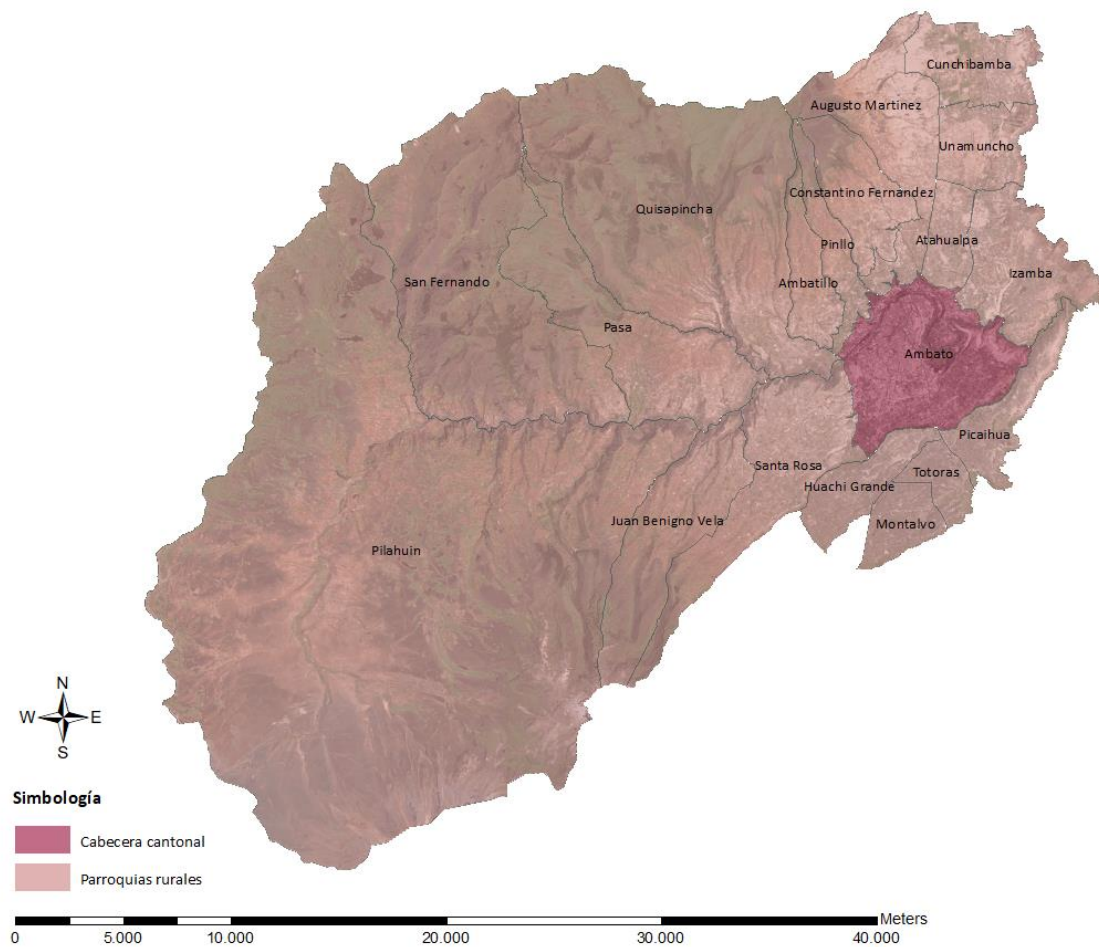 Cunchibamba
Augusto Martinez
Unamuncho
Constantino Fernandez
Quisapincha
Pinllo
Atahualpa
Izamba
San Fernando
Ambatillo
Pasa
Ambato
Picaihua
Santa Rosa
Totoras
Huachi Grande
Juan Benigno Vela
Montalvo
Pilahuin
N
W E
S
Simbología
Cabecera cantonal
Parroquias rurales
Meters
0 5.000 10.000 20.000 30.000 40.000